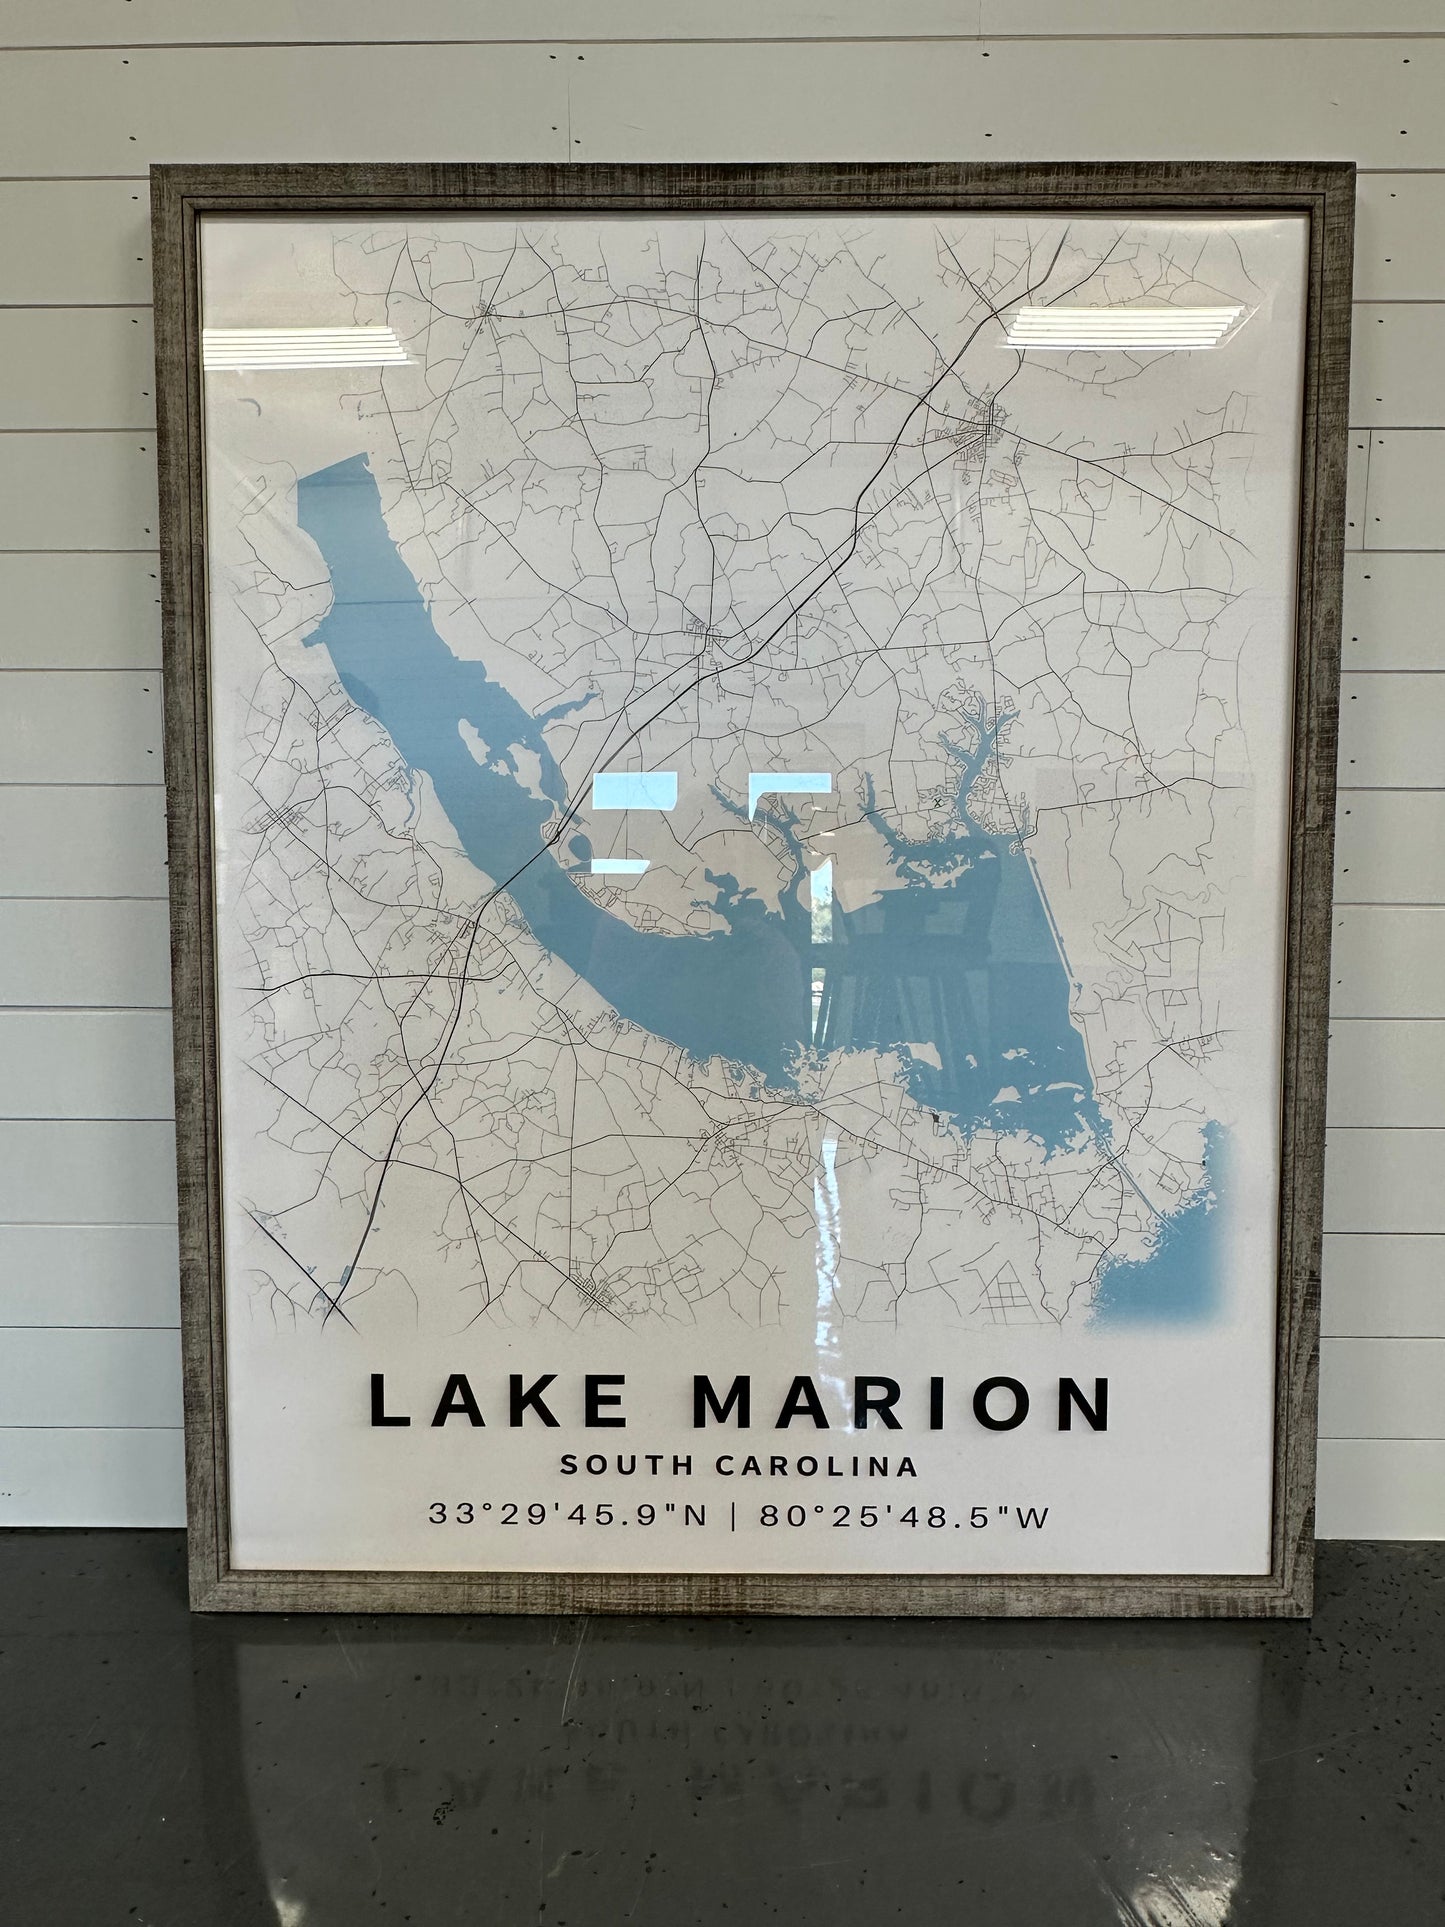 LAKE MARION
SOUTH CAROLINA
33°29'45.9"N | 80°25'48.5"W